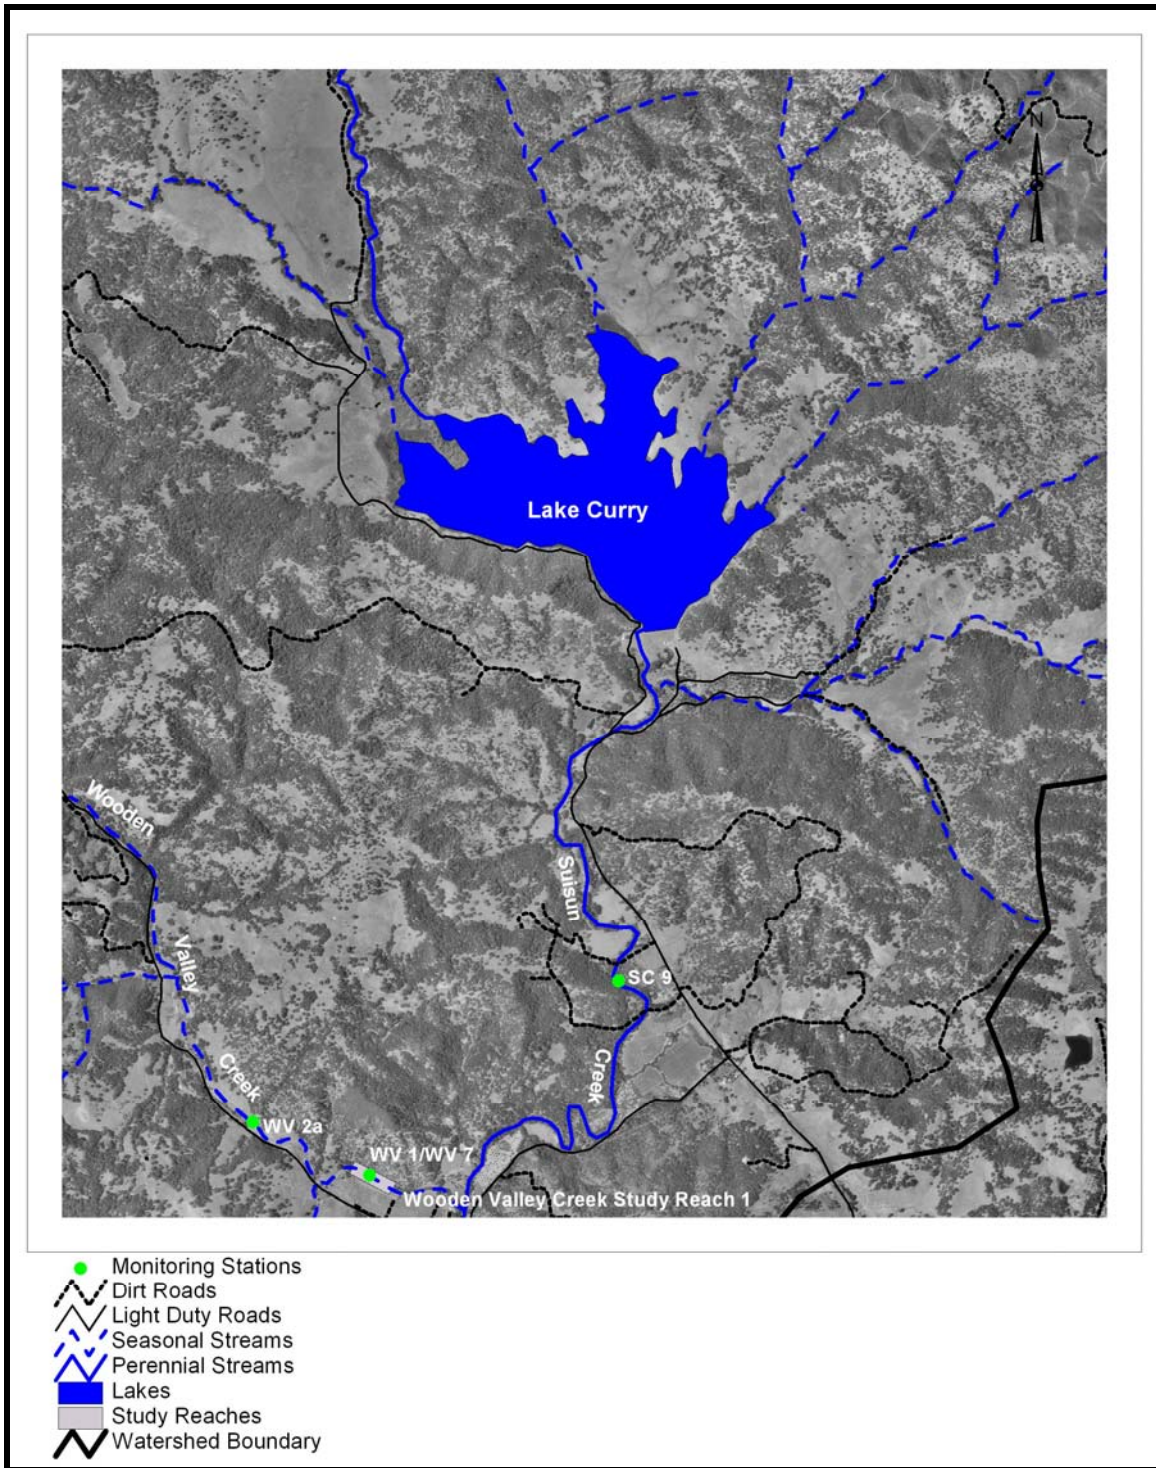 N
Lake Curry
Wooden
Valley
Creek
Suisun
Creek
SC 9
WV 2a
WV 1/WV 7
Wooden Valley Creek Study Reach 1
Monitoring Stations
Dirt Roads
Light Duty Roads
Seasonal Streams
Perennial Streams
Lakes
Study Reaches
Watershed Boundary